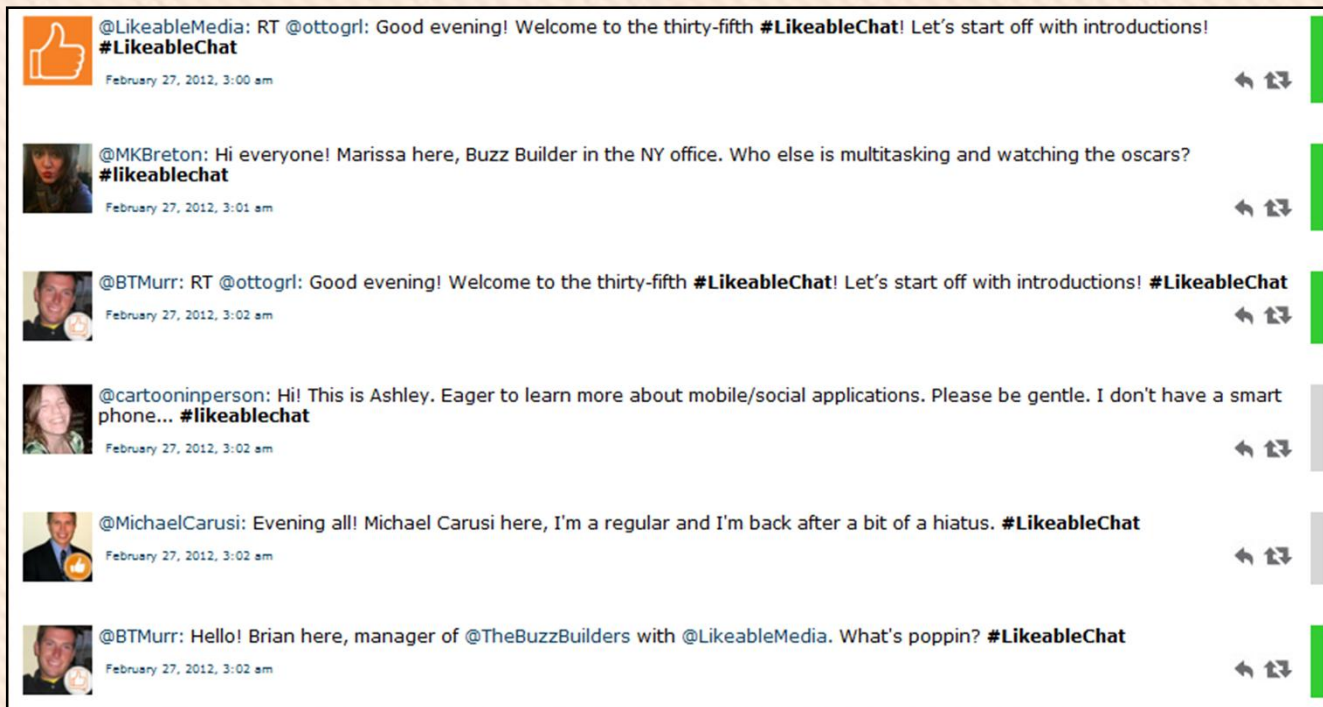 @LikeableMedia: RT @ottogrl: Good evening! Welcome to the thirty-fifth #LikeableChat! Let’s start off with introductions!
#LikeableChat
February 27, 2012, 3:00 am
@MKBreton: Hi everyone! Marissa here, Buzz Builder in the NY office. Who else is multitasking and watching the oscars?
#likeablechat
February 27, 2012, 3:01 am
@BTMurr: RT @ottogrl: Good evening! Welcome to the thirty-fifth #LikeableChat! Let’s start off with introductions! #LikeableChat
February 27, 2012, 3:02 am
@cartooninperson: Hi! This is Ashley. Eager to learn more about mobile/social applications. Please be gentle. I don't have a smart
phone... #likeablechat
February 27, 2012, 3:02 am
@MichaelCarusi: Evening all! Michael Carusi here, I'm a regular and I'm back after a bit of a hiatus. #LikeableChat
February 27, 2012, 3:02 am
@BTMurr: Hello! Brian here, manager of @TheBuzzBuilders with @LikeableMedia. What's poppin? #LikeableChat
February 27, 2012, 3:02 am